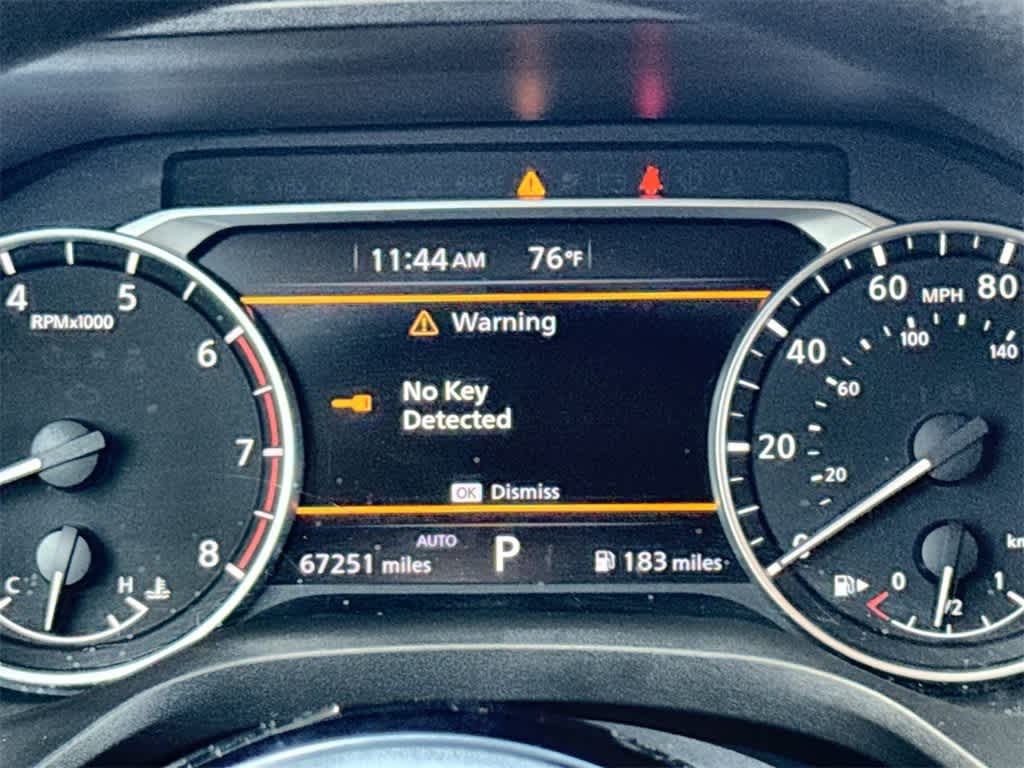 11:44 AM 76°F
Warning
No Key
Detected
OK Dismiss
AUTO
67251 miles P 183 miles
4 5 6 7 8
RPMx1000
C H
20 40 60 80
MPH
20 60 100 140
0 1/2 1